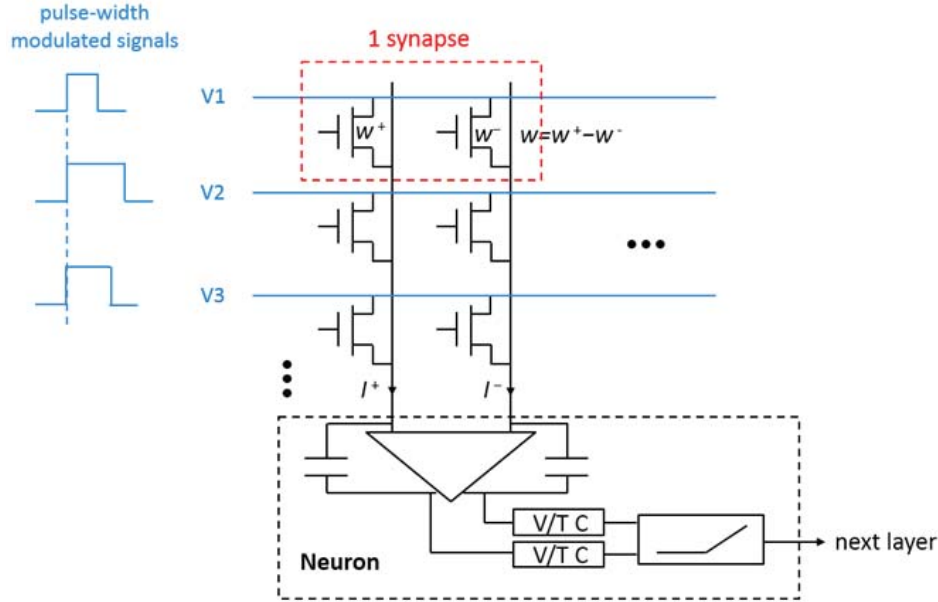 pulse-width
modulated signals
1 synapse
V1
w⁺
w⁻
w=w⁺−w⁻
V2
V3
I⁺
I⁻
V/T C
V/T C
Neuron
next layer